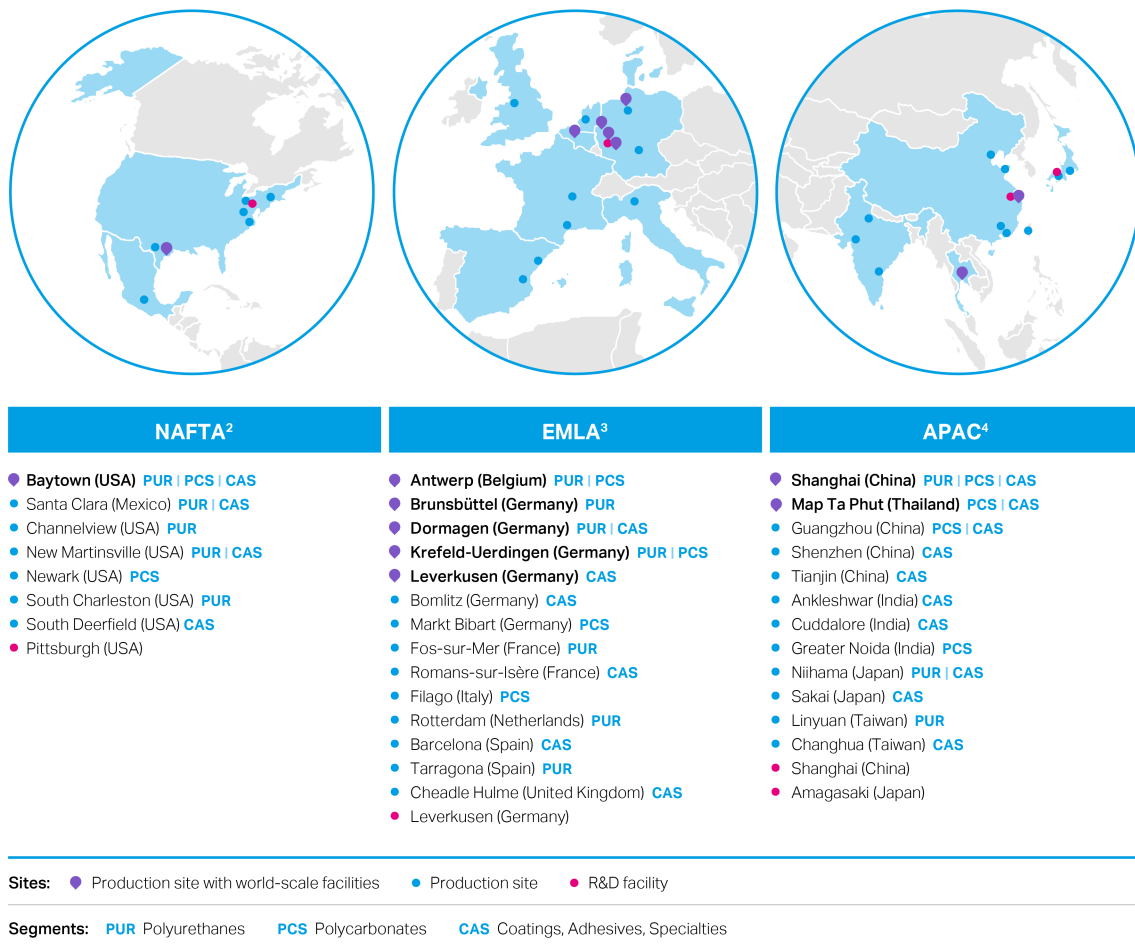 NAFTA²
Baytown (USA) PUR | PCS | CAS
Santa Clara (Mexico) PUR | CAS
Channelview (USA) PUR
New Martinsville (USA) PUR | CAS
Newark (USA) PCS
South Charleston (USA) PUR
South Deerfield (USA) CAS
Pittsburgh (USA)
EMLA³
Antwerp (Belgium) PUR | PCS
Brunsbüttel (Germany) PUR
Dormagen (Germany) PUR | CAS
Krefeld-Uerdingen (Germany) PUR | PCS
Leverkusen (Germany) CAS
Bomlitz (Germany) CAS
Markt Bibart (Germany) PCS
Fos-sur-Mer (France) PUR
Romans-sur-Isère (France) CAS
Filago (Italy) PCS
Rotterdam (Netherlands) PUR
Barcelona (Spain) CAS
Tarragona (Spain) PUR
Cheadle Hulme (United Kingdom) CAS
Leverkusen (Germany)
APAC⁴
Shanghai (China) PUR | PCS | CAS
Map Ta Phut (Thailand) PCS | CAS
Guangzhou (China) PCS | CAS
Shenzhen (China) CAS
Tianjin (China) CAS
Ankleshwar (India) CAS
Cuddalore (India) CAS
Greater Noida (India) PCS
Niihama (Japan) PUR | CAS
Sakai (Japan) CAS
Linyuan (Taiwan) PUR
Changhua (Taiwan) CAS
Shanghai (China)
Amagasaki (Japan)
Sites: Production site with world-scale facilities Production site R&D facility
Segments: PUR Polyurethanes PCS Polycarbonates CAS Coatings, Adhesives, Specialties